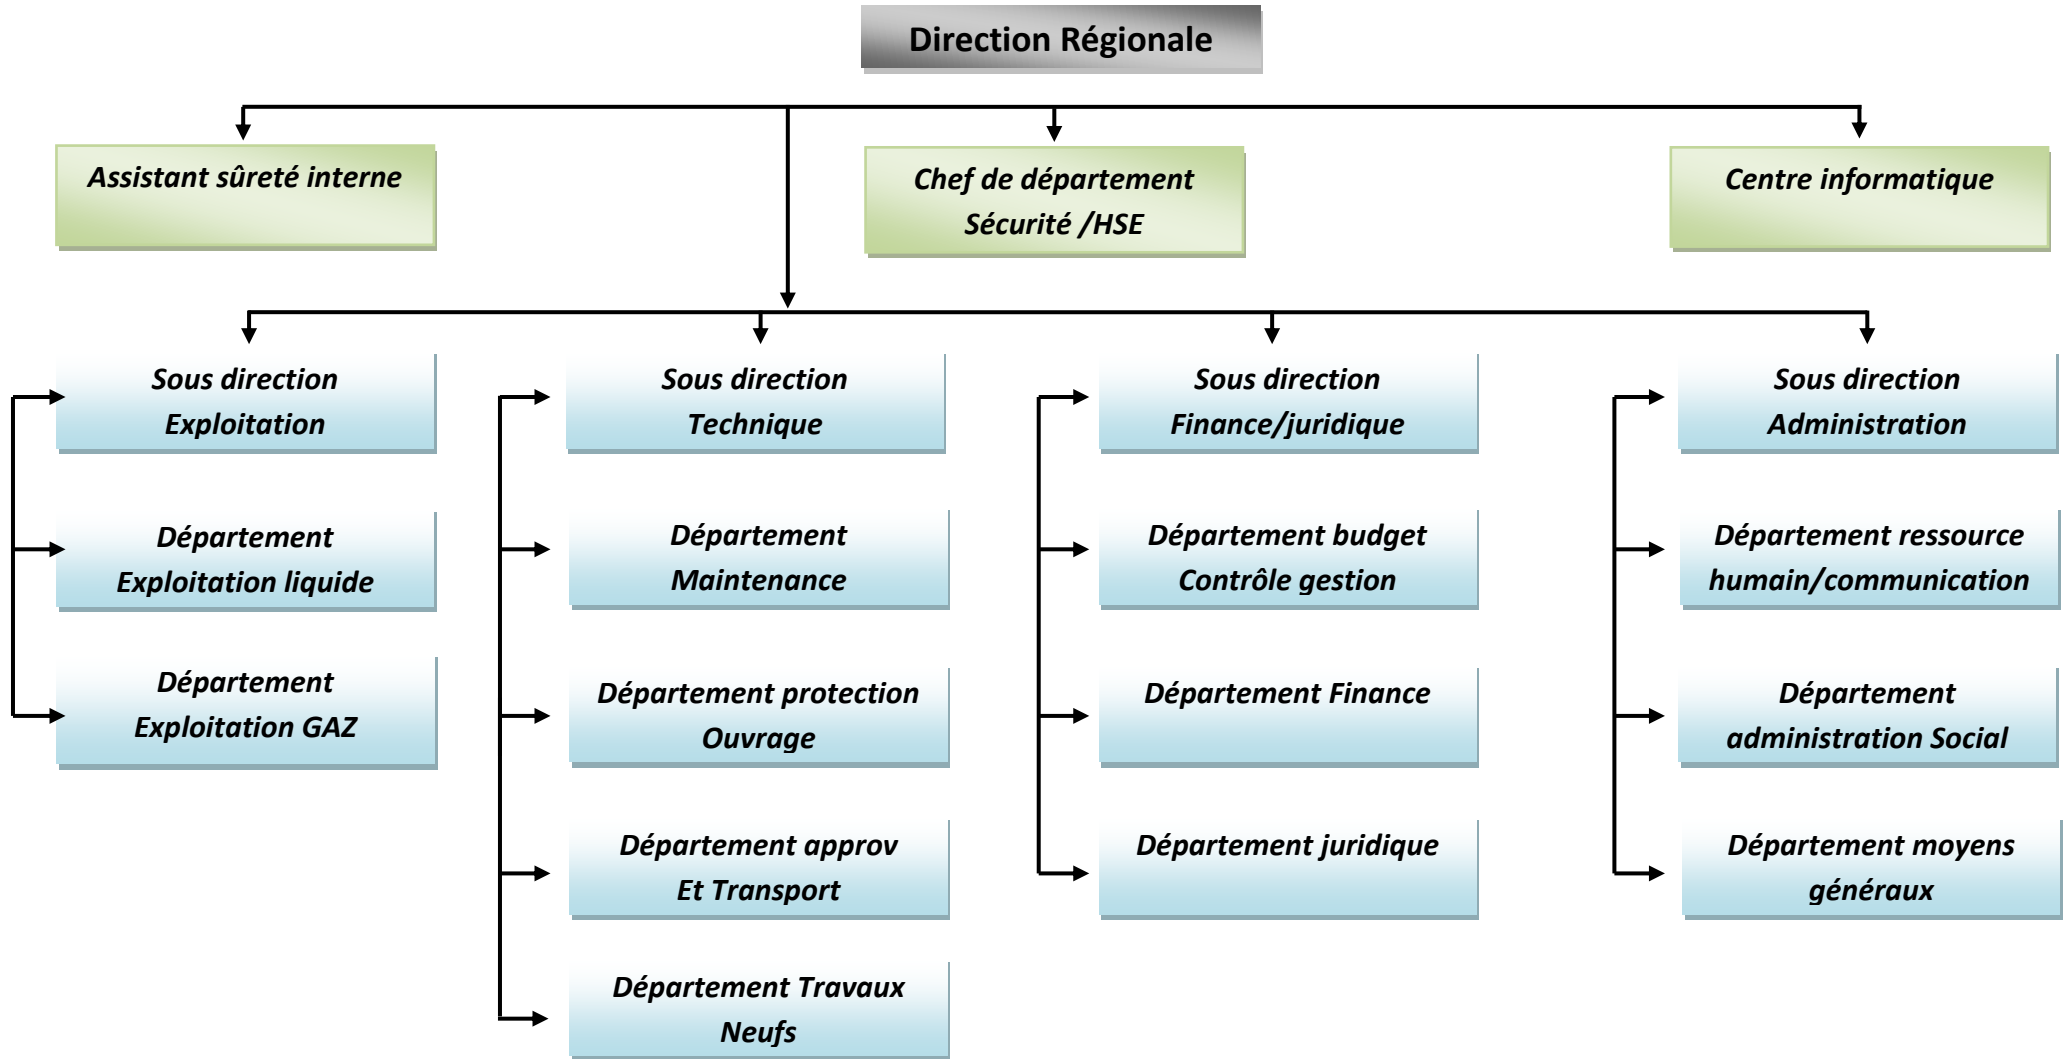 Direction Régionale
Assistant sûreté interne
Chef de département
Sécurité /HSE
Centre informatique
Sous direction
Exploitation
Sous direction
Technique
Sous direction
Finance/juridique
Sous direction
Administration
Département
Exploitation liquide
Département
Maintenance
Département budget
Contrôle gestion
Département ressource
humain/communication
Département
Exploitation GAZ
Département protection
Ouvrage
Département Finance
Département
administration Social
Département approv
Et Transport
Département juridique
Département moyens
généraux
Département Travaux
Neufs